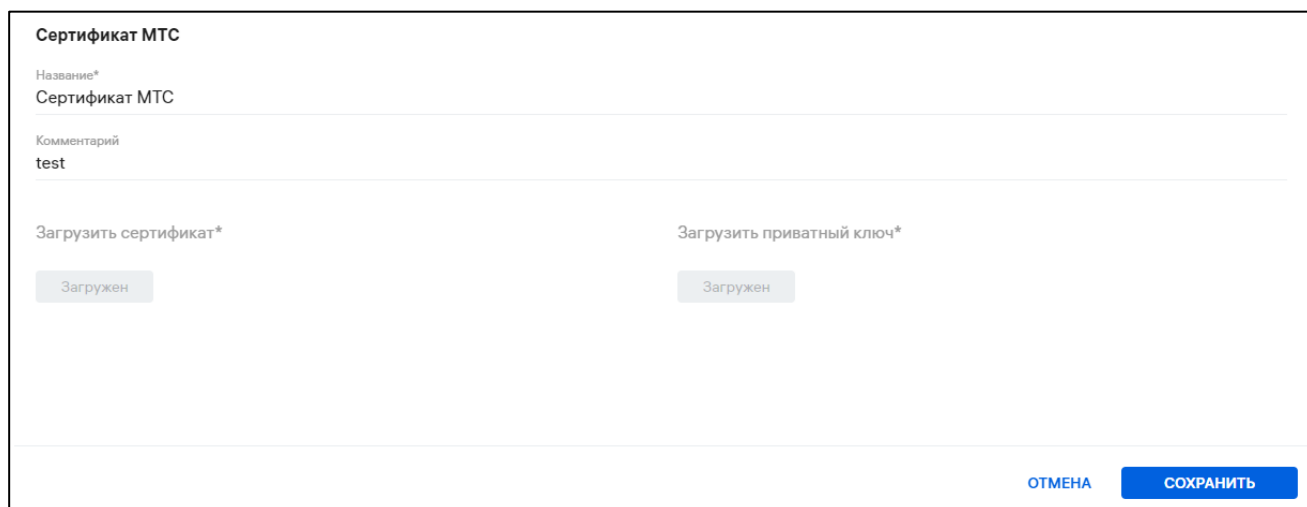 Сертификат МТС
Название*
Сертификат МТС
Комментарий
test
Загрузить сертификат*
Загрузить приватный ключ*
Загружен
Загружен
ОТМЕНА
СОХРАНИТЬ